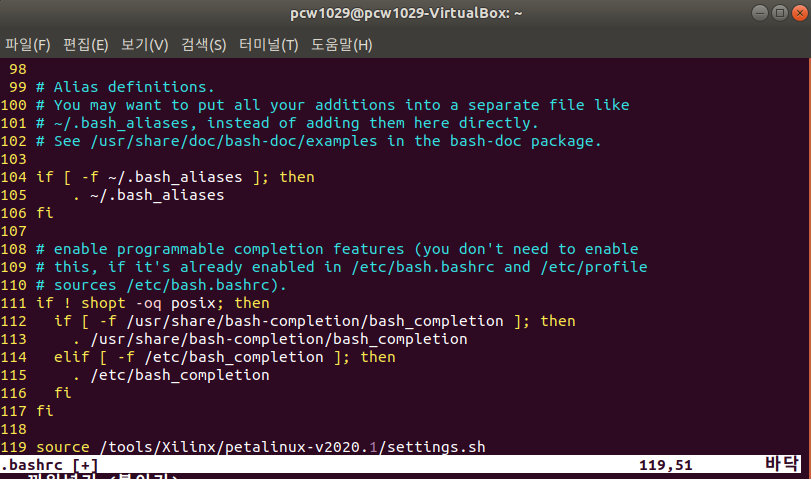 pcw1029@pcw1029-VirtualBox: ~
파일(F) 편집(E) 보기(V) 검색(S) 터미널(T) 도움말(H)
98
99 # Alias definitions.
100 # You may want to put all your additions into a separate file like
101 # ~/.bash_aliases, instead of adding them here directly.
102 # See /usr/share/doc/bash-doc/examples in the bash-doc package.
103
104 if [ -f ~/.bash_aliases ]; then
105     . ~/.bash_aliases
106 fi
107
108 # enable programmable completion features (you don't need to enable
109 # this, if it's already enabled in /etc/bash.bashrc and /etc/profile
110 # sources /etc/bash.bashrc).
111 if ! shopt -oq posix; then
112   if [ -f /usr/share/bash-completion/bash_completion ]; then
113     . /usr/share/bash-completion/bash_completion
114   elif [ -f /etc/bash_completion ]; then
115     . /etc/bash_completion
116   fi
117 fi
118
119 source /tools/Xilinx/petalinux-v2020.1/settings.sh
.bashrc [+] 119,51 바닥